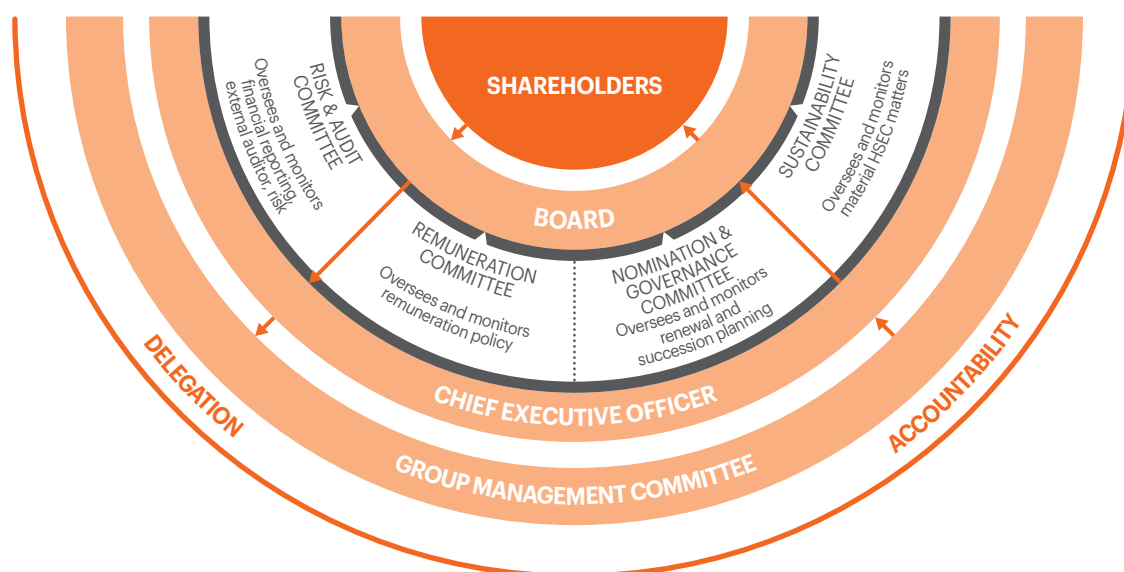 SHAREHOLDERS
BOARD
RISK & AUDIT
COMMITTEE
Oversees and monitors
financial reporting,
external auditor, risk
REMUNERATION
COMMITTEE
Oversees and monitors
remuneration policy
NOMINATION &
GOVERNANCE
COMMITTEE
Oversees and monitors
renewal and
succession planning
SUSTAINABILITY
COMMITTEE
Oversees and monitors
material HSEC matters
CHIEF EXECUTIVE OFFICER
GROUP MANAGEMENT COMMITTEE
DELEGATION
ACCOUNTABILITY